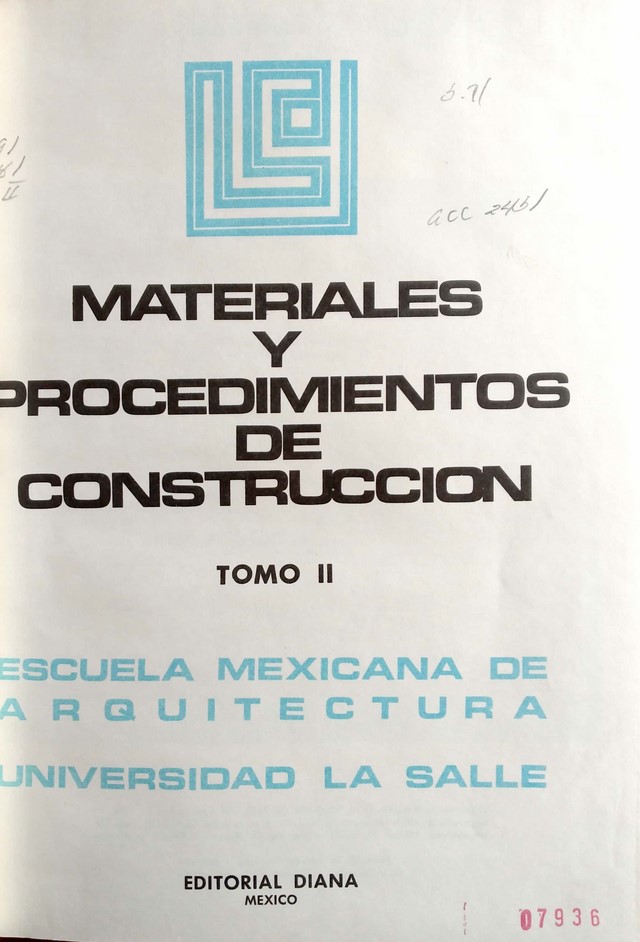 MATERIALES
Y
PROCEDIMIENTOS
DE
CONSTRUCCION
TOMO II
ESCUELA MEXICANA DE
ARQUITECTURA
UNIVERSIDAD LA SALLE
EDITORIAL DIANA
MEXICO
07936